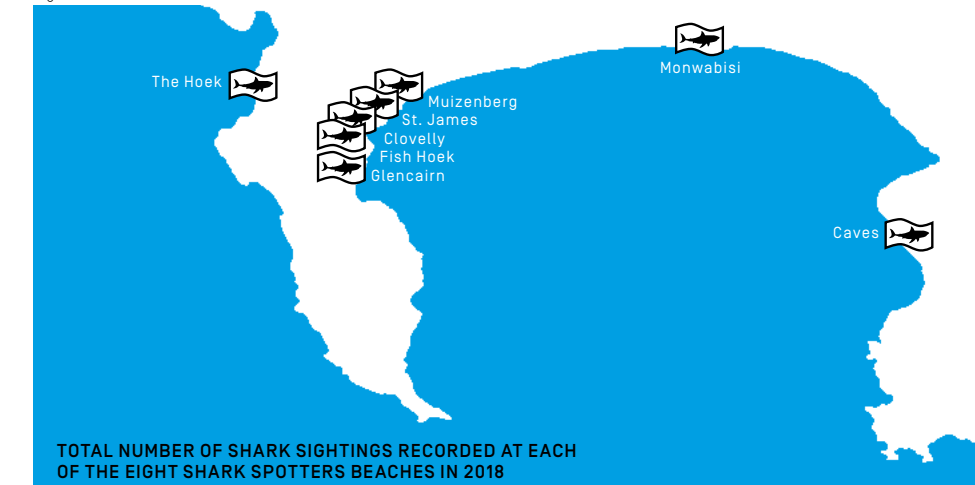 The Hoek
Monwabisi
Muizenberg
St. James
Clovelly
Fish Hoek
Glencairn
Caves
TOTAL NUMBER OF SHARK SIGHTINGS RECORDED AT EACH
OF THE EIGHT SHARK SPOTTERS BEACHES IN 2018